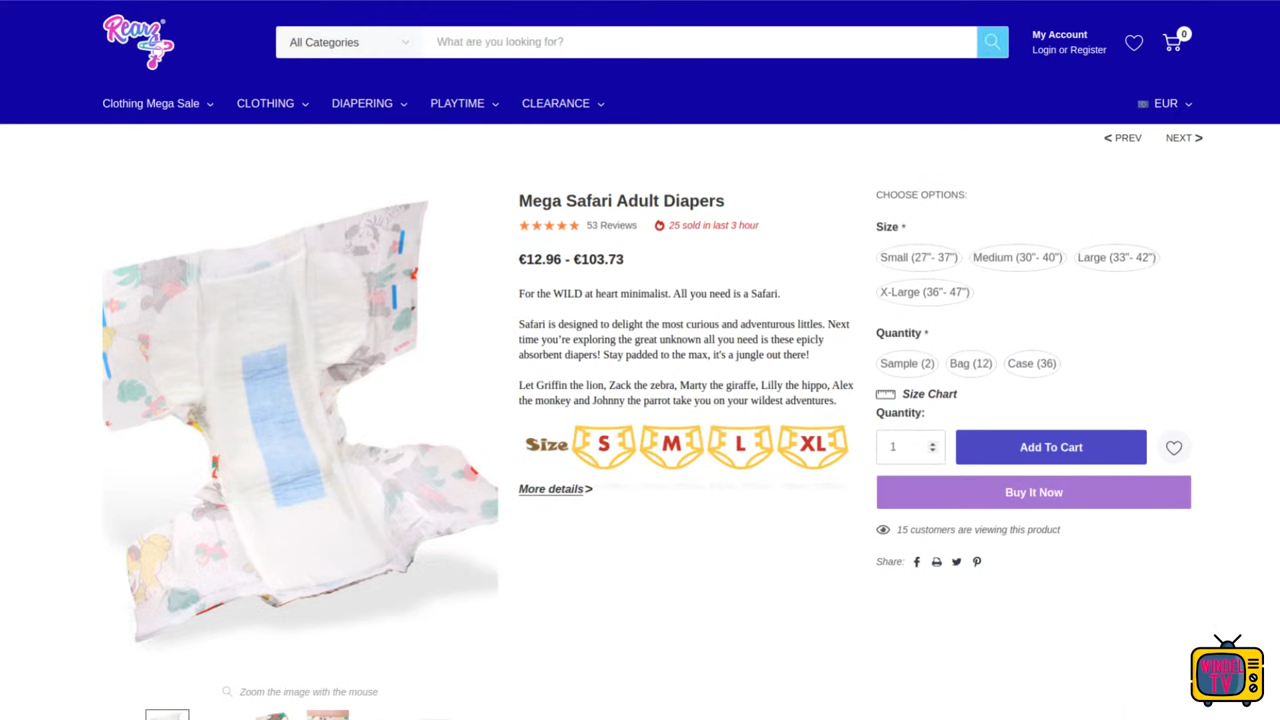 Rearz
All Categories
What are you looking for?
My Account
Login or Register
0
Clothing Mega Sale
CLOTHING
DIAPERING
PLAYTIME
CLEARANCE
EUR
< PREV
NEXT >
Mega Safari Adult Diapers
53 Reviews
25 sold in last 3 hour
€12.96 - €103.73
For the WILD at heart minimalist. All you need is a Safari.
Safari is designed to delight the most curious and adventurous littles. Next
time you’re exploring the great unknown all you need is these epicly
absorbent diapers! Stay padded to the max, it's a jungle out there!
Let Griffin the lion, Zack the zebra, Marty the giraffe, Lilly the hippo, Alex
the monkey and Johnny the parrot take you on your wildest adventures.
Size S M L XL
More details>
CHOOSE OPTIONS:
Size *
Small (27"- 37")
Medium (30"- 40")
Large (33"- 42")
X-Large (36"- 47")
Quantity *
Sample (2)
Bag (12)
Case (36)
Size Chart
Quantity:
1
Add To Cart
Buy It Now
15 customers are viewing this product
Share:
Zoom the image with the mouse
WINDEL
TV